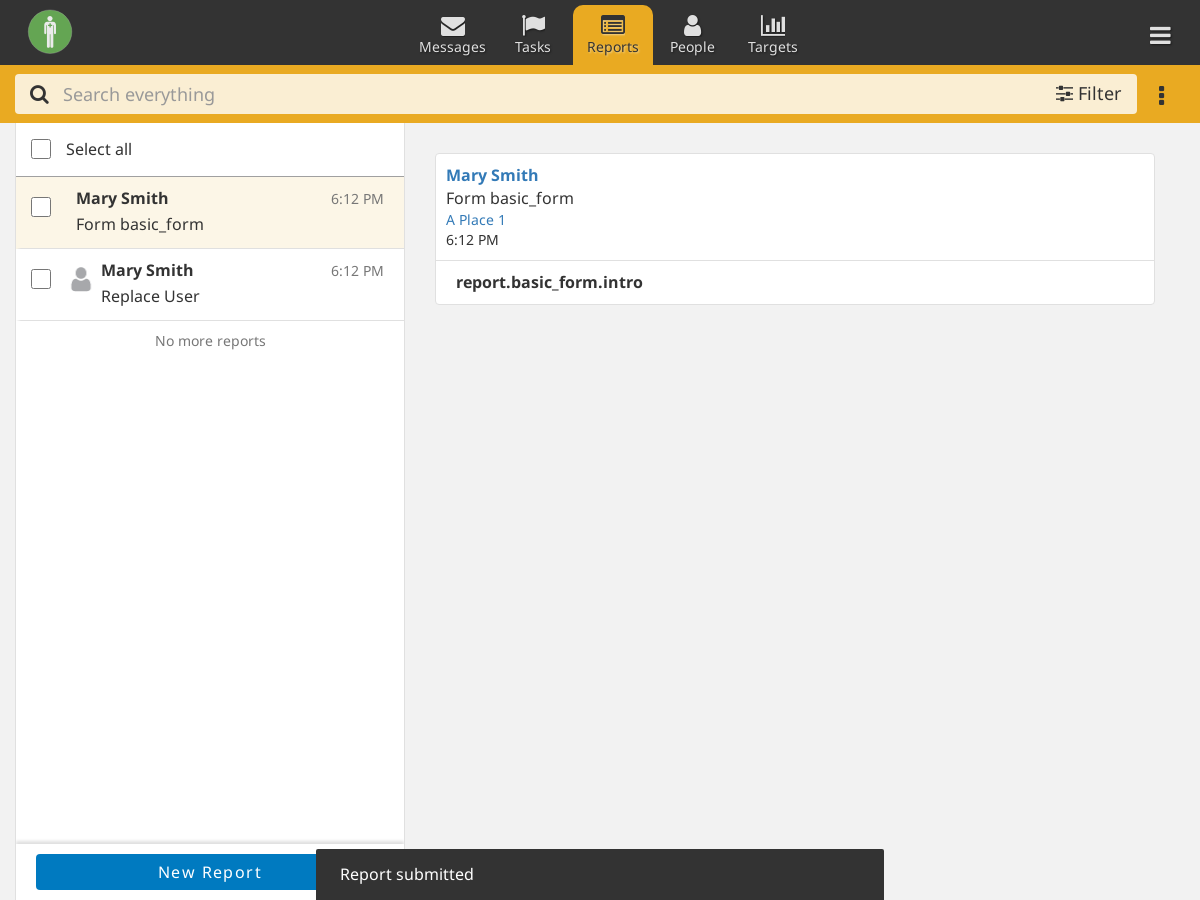 Messages
Tasks
Reports
People
Targets
Search everything
Filter
Select all
Mary Smith
6:12 PM
Form basic_form
Mary Smith
6:12 PM
Replace User
No more reports
New Report
Mary Smith
Form basic_form
A Place 1
6:12 PM
report.basic_form.intro
Report submitted